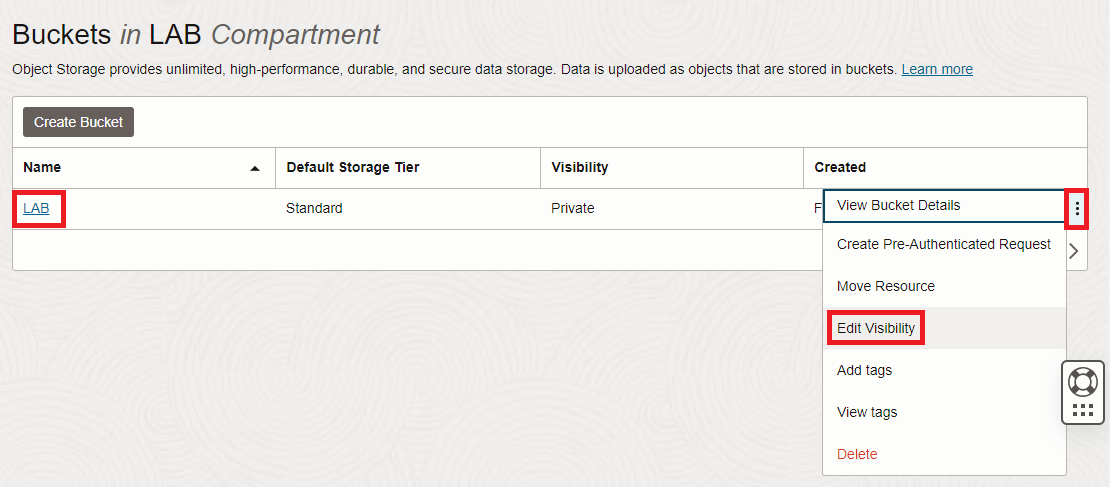 Buckets in LAB Compartment
Object Storage provides unlimited, high-performance, durable, and secure data storage. Data is uploaded as objects that are stored in buckets. Learn more
Create Bucket
Name Default Storage Tier Visibility Created
LAB Standard Private F
View Bucket Details
Create Pre-Authenticated Request
Move Resource
Edit Visibility
Add tags
View tags
Delete